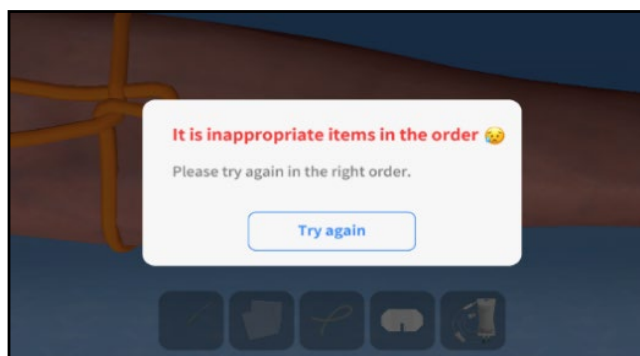 It is inappropriate items in the order 😥
Please try again in the right order.
Try again